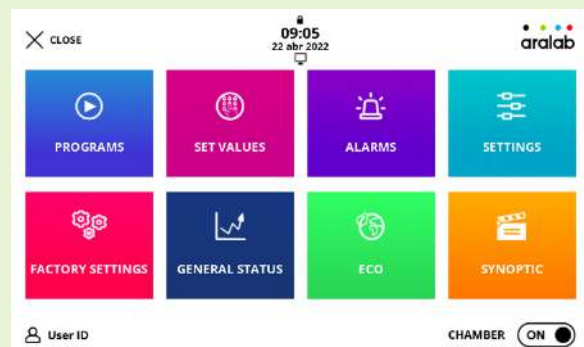 CLOSE
09:05
22 abr 2022
aralab
PROGRAMS
SET VALUES
ALARMS
SETTINGS
FACTORY SETTINGS
GENERAL STATUS
ECO
SYNOPTIC
User ID
CHAMBER ON